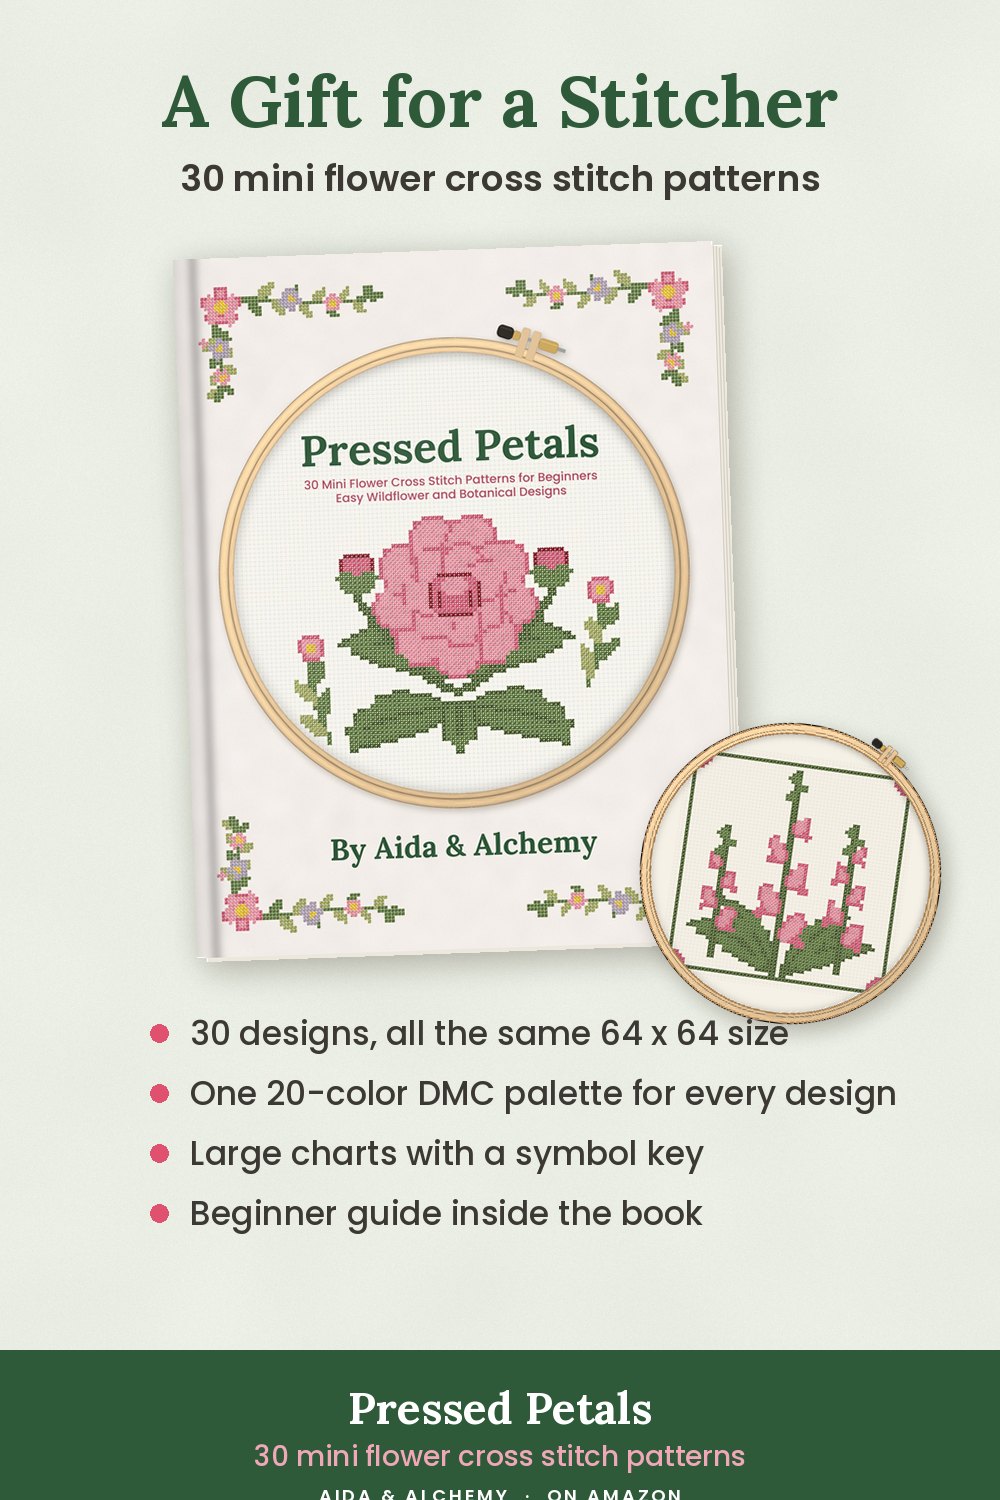 A Gift for a Stitcher
30 mini flower cross stitch patterns
Pressed Petals
30 Mini Flower Cross Stitch Patterns for Beginners
Easy Wildflower and Botanical Designs
By Aida & Alchemy
30 designs, all the same 64 x 64 size
One 20-color DMC palette for every design
Large charts with a symbol key
Beginner guide inside the book
Pressed Petals
30 mini flower cross stitch patterns
AIDA & ALCHEMY · ON AMAZON